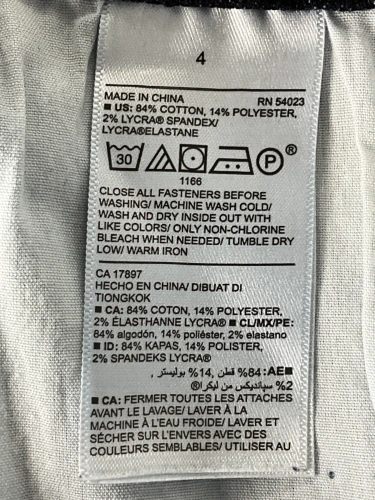 4
MADE IN CHINA RN 54023
■ US: 84% COTTON, 14% POLYESTER,
2% LYCRA® SPANDEX/
LYCRA®ELASTANE
30 P ®
1166
CLOSE ALL FASTENERS BEFORE
WASHING/ MACHINE WASH COLD/
WASH AND DRY INSIDE OUT WITH
LIKE COLORS/ ONLY NON-CHLORINE
BLEACH WHEN NEEDED/ TUMBLE DRY
LOW/ WARM IRON
CA 17897
HECHO EN CHINA/ DIBUAT DI
TIONGKOK
■ CA: 84% COTON, 14% POLYESTER,
2% ÉLASTHANNE LYCRA® ■ CL/MX/PE:
84% algodón, 14% poliéster, 2% elastano
■ ID: 84% KAPAS, 14% POLISTER,
2% SPANDEKS LYCRA®
■AE: 84% قطن, 14% بوليستر,
2% سپانديكس من ليكرا®
■ CA: FERMER TOUTES LES ATTACHES
AVANT LE LAVAGE/ LAVER À LA
MACHINE À L'EAU FROIDE/ LAVER ET
SÉCHER SUR L'ENVERS AVEC DES
COULEURS SEMBLABLES/ UTILISER AU